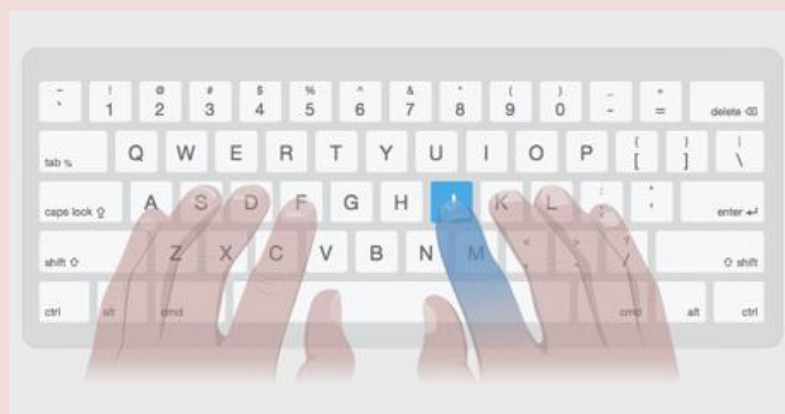 ~ ! @ # $ % ^ & * ( ) _ +
` 1 2 3 4 5 6 7 8 9 0 - = delete
tab Q W E R T Y U I O P { [ } ] | \
caps lock A S D F G H J K L : ; " ' enter
shift Z X C V B N M < , > . ? / shift
ctrl alt cmd cmd alt ctrl